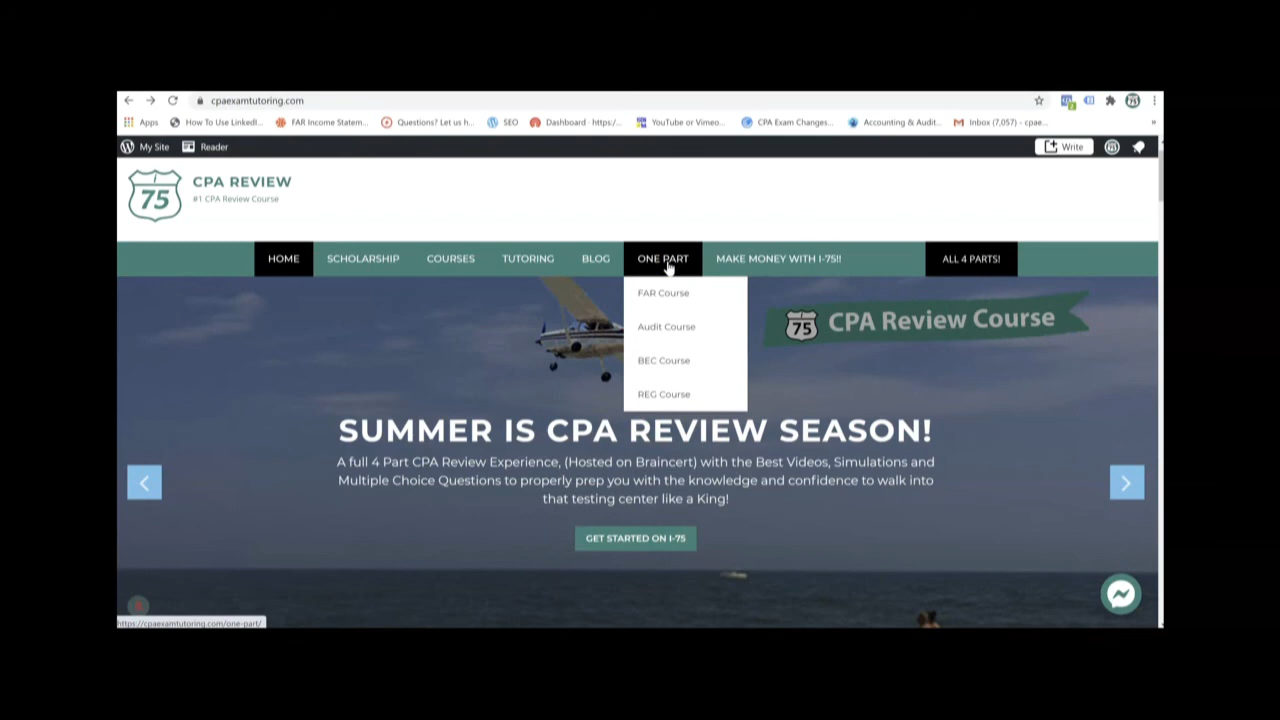 cpaexamtutoring.com
Apps How To Use LinkedI... FAR Income Statem... Questions? Let us h... SEO Dashboard · https:/... YouTube or Vimeo... CPA Exam Changes... Accounting & Audit... Inbox (7,057) - cpae... »
My Site Reader Write
75
CPA REVIEW
#1 CPA Review Course
HOME SCHOLARSHIP COURSES TUTORING BLOG ONE PART MAKE MONEY WITH I-75!! ALL 4 PARTS!
FAR Course
Audit Course
BEC Course
REG Course
75 CPA Review Course
SUMMER IS CPA REVIEW SEASON!
A full 4 Part CPA Review Experience, (Hosted on Braincert) with the Best Videos, Simulations and
Multiple Choice Questions to properly prep you with the knowledge and confidence to walk into
that testing center like a King!
GET STARTED ON I-75
https://cpaexamtutoring.com/one-part/